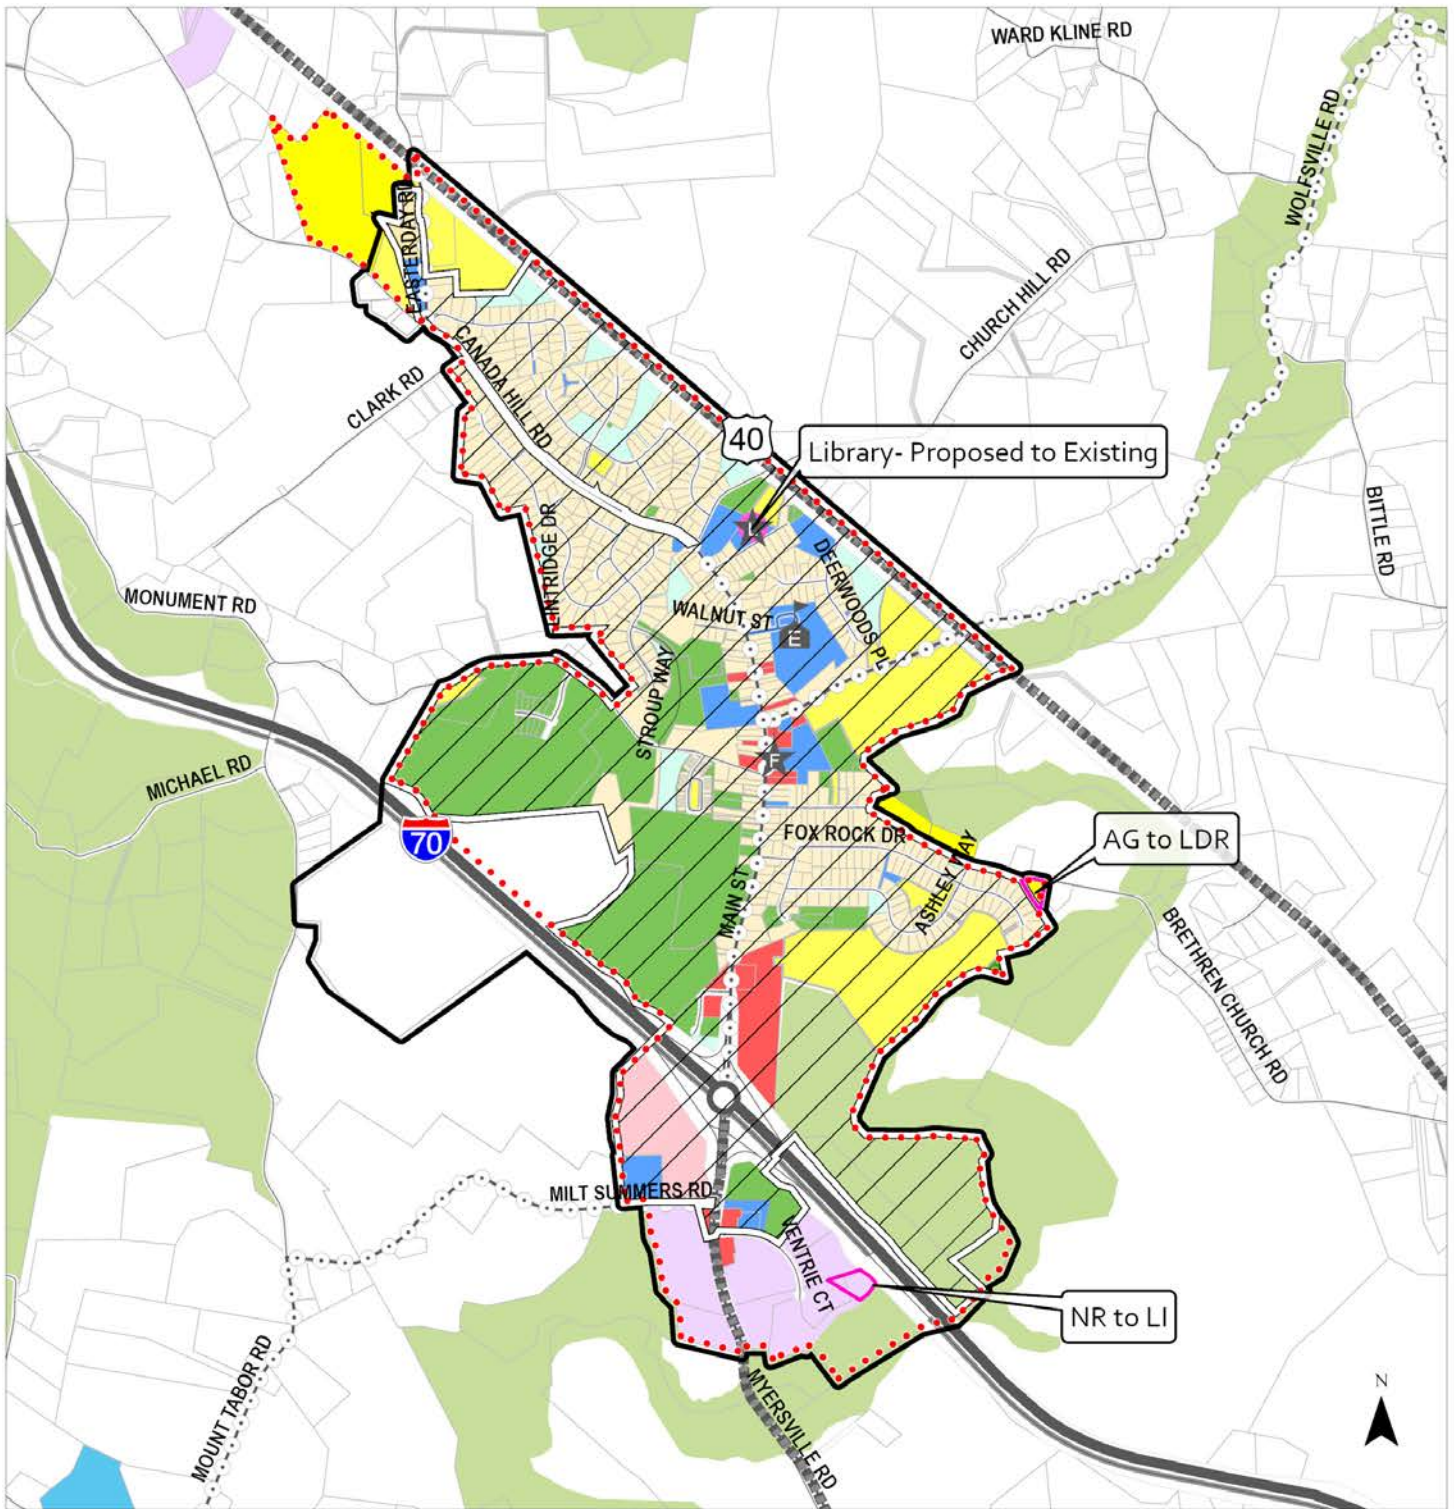 WARD KLINE RD
WOLFSVILLE RD
EASTERDAY RD
CHURCH HILL RD
CANADA HILL RD
CLARK RD
40
Library- Proposed to Existing
L
BITTLE RD
FLINTRIDGE DR
DEERWOODS PL
MONUMENT RD
WALNUT ST
E
STROUP WAY
MICHAEL RD
F
70
FOX ROCK DR
AG to LDR
ASHLEY WAY
MAIN ST
BRETHREN CHURCH RD
MILT SUMMERS RD
VENTRIE CT
NR to LI
MOUNT TABOR RD
MYERSVILLE RD
N